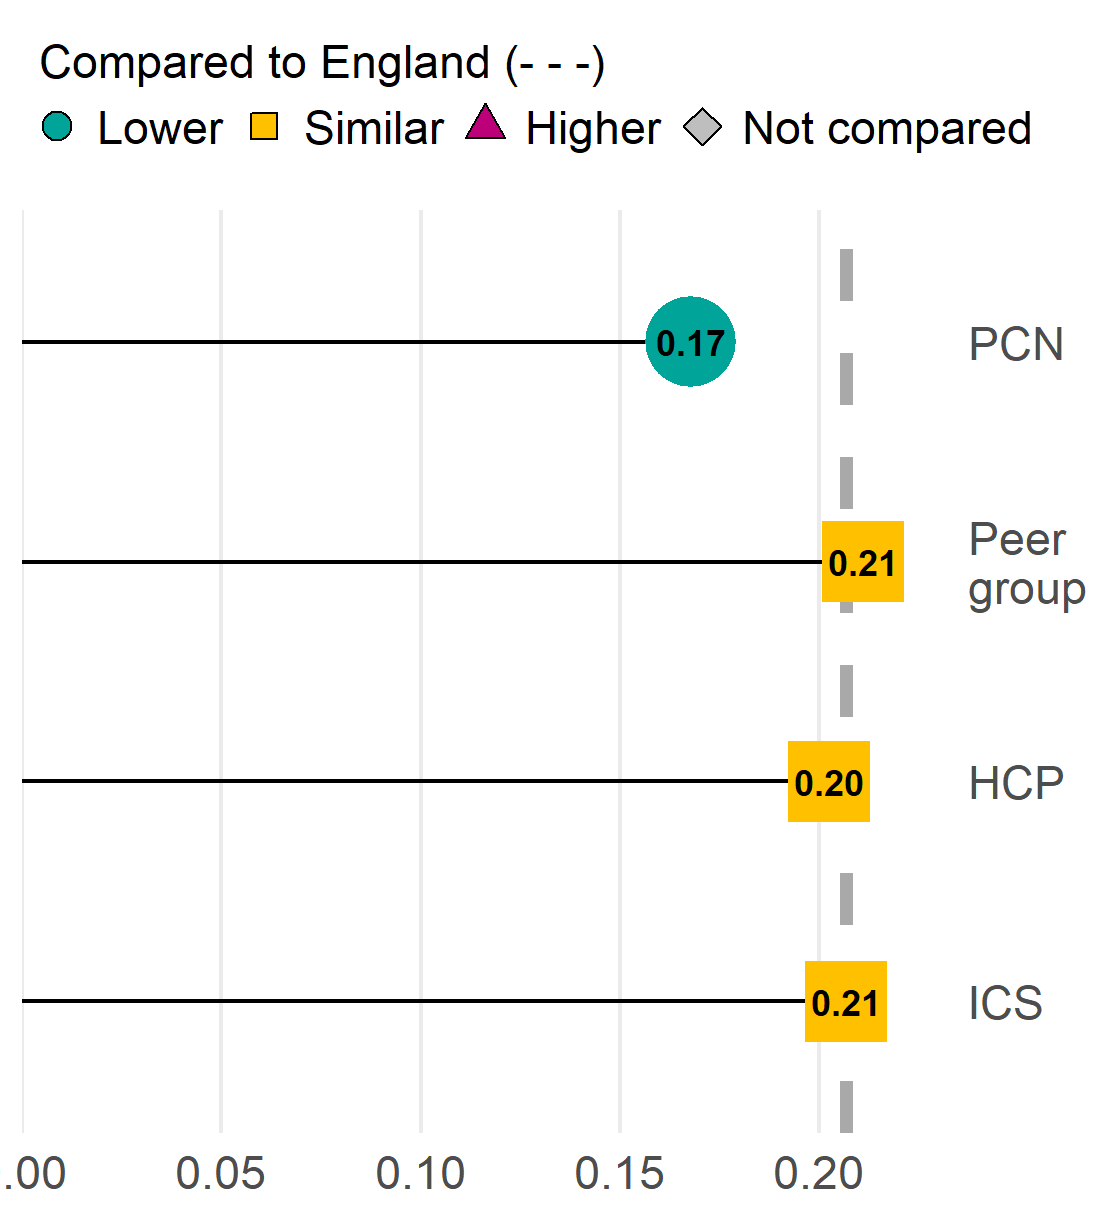 Compared to England (- - -)
Lower Similar Higher Not compared
0.17 PCN
Peer
0.21
group
0.20 HCP
0.21 ICS
.00 0.05 0.10 0.15 0.20